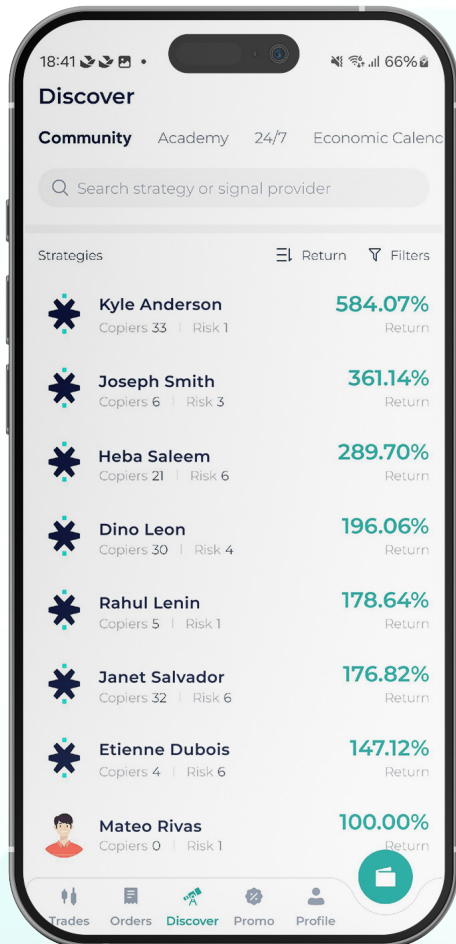 18:41
66%
Discover
Community Academy 24/7 Economic Calenc
Search strategy or signal provider
Strategies Return Filters
Kyle Anderson 584.07%
Copiers 33 | Risk 1 Return
Joseph Smith 361.14%
Copiers 6 | Risk 3 Return
Heba Saleem 289.70%
Copiers 21 | Risk 6 Return
Dino Leon 196.06%
Copiers 30 | Risk 4 Return
Rahul Lenin 178.64%
Copiers 5 | Risk 1 Return
Janet Salvador 176.82%
Copiers 32 | Risk 6 Return
Etienne Dubois 147.12%
Copiers 4 | Risk 6 Return
Mateo Rivas 100.00%
Copiers 0 | Risk 1 Return
Trades Orders Discover Promo Profile